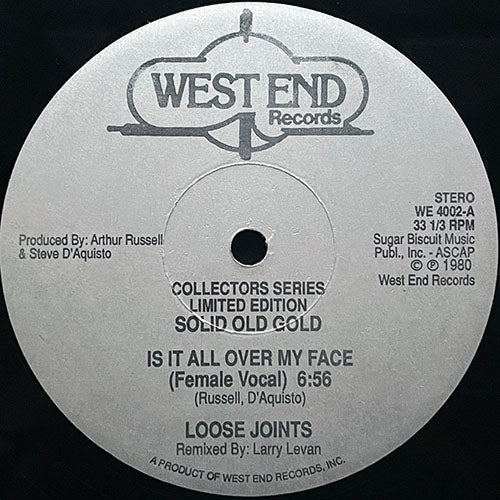 WEST END
Records
STERO
WE 4002-A
33 1/3 RPM
Sugar Biscuit Music
Publ., Inc. - ASCAP
© ℗ 1980
West End Records
Produced By: Arthur Russell
& Steve D'Aquisto
COLLECTORS SERIES
LIMITED EDITION
SOLID OLD GOLD
IS IT ALL OVER MY FACE
(Female Vocal) 6:56
(Russell, D'Aquisto)
LOOSE JOINTS
Remixed By: Larry Levan
A PRODUCT OF WEST END RECORDS, INC.